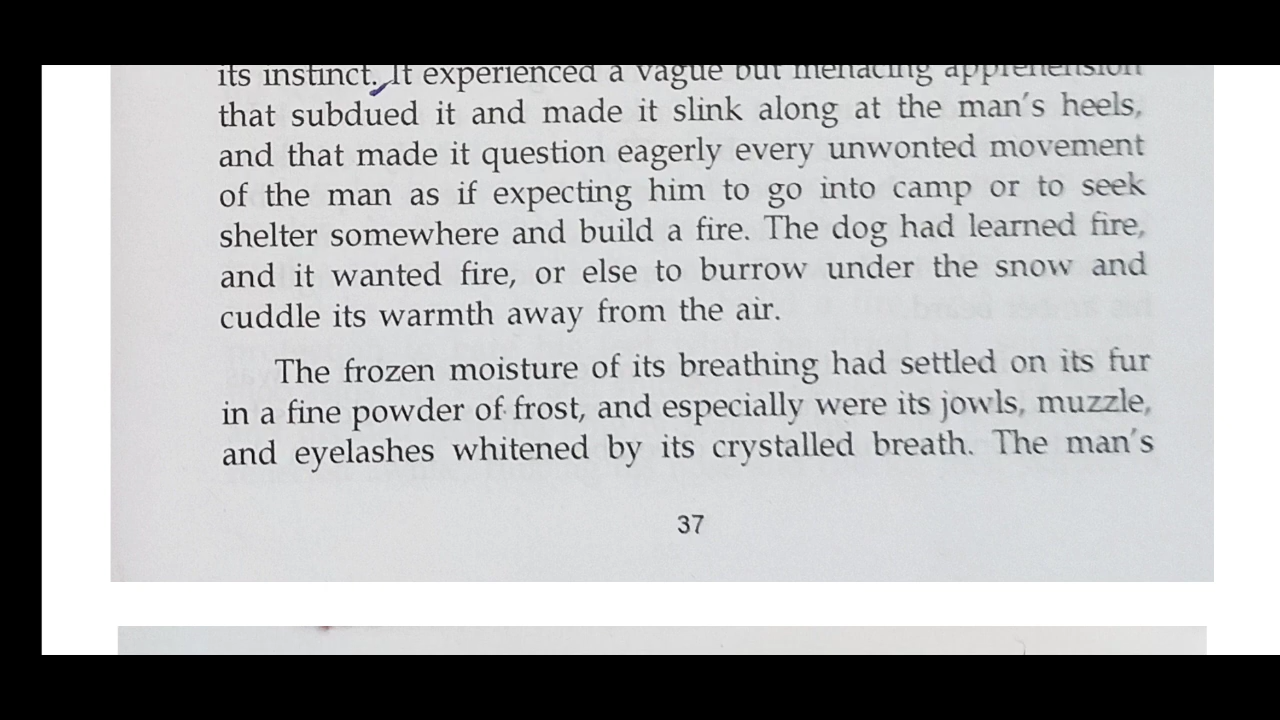 its instinct. It experienced a vague but menacing apprehension
that subdued it and made it slink along at the man's heels,
and that made it question eagerly every unwonted movement
of the man as if expecting him to go into camp or to seek
shelter somewhere and build a fire. The dog had learned fire,
and it wanted fire, or else to burrow under the snow and
cuddle its warmth away from the air.
The frozen moisture of its breathing had settled on its fur
in a fine powder of frost, and especially were its jowls, muzzle,
and eyelashes whitened by its crystalled breath. The man's
37